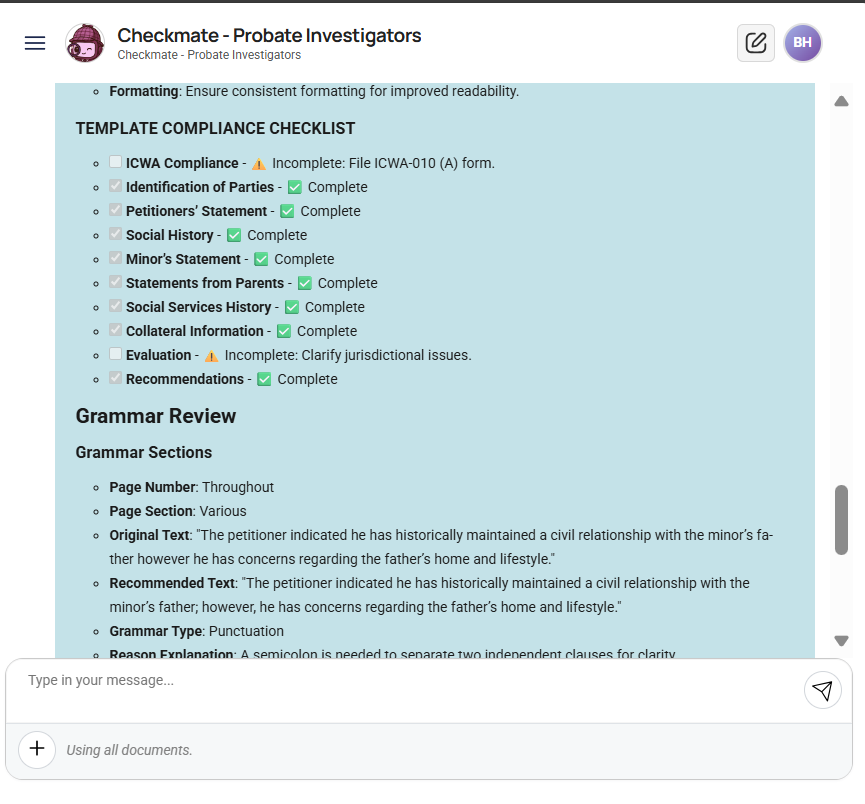 Checkmate - Probate Investigators
Checkmate - Probate Investigators
BH
Formatting: Ensure consistent formatting for improved readability.
TEMPLATE COMPLIANCE CHECKLIST
ICWA Compliance - ⚠️ Incomplete: File ICWA-010 (A) form.
Identification of Parties - ✅ Complete
Petitioners’ Statement - ✅ Complete
Social History - ✅ Complete
Minor's Statement - ✅ Complete
Statements from Parents - ✅ Complete
Social Services History - ✅ Complete
Collateral Information - ✅ Complete
Evaluation - ⚠️ Incomplete: Clarify jurisdictional issues.
Recommendations - ✅ Complete
Grammar Review
Grammar Sections
Page Number: Throughout
Page Section: Various
Original Text: "The petitioner indicated he has historically maintained a civil relationship with the minor’s fa-
ther however he has concerns regarding the father’s home and lifestyle."
Recommended Text: "The petitioner indicated he has historically maintained a civil relationship with the
minor’s father; however, he has concerns regarding the father’s home and lifestyle."
Grammar Type: Punctuation
Reason Explanation: A semicolon is needed to separate two independent clauses for clarity.
Type in your message...
Using all documents.